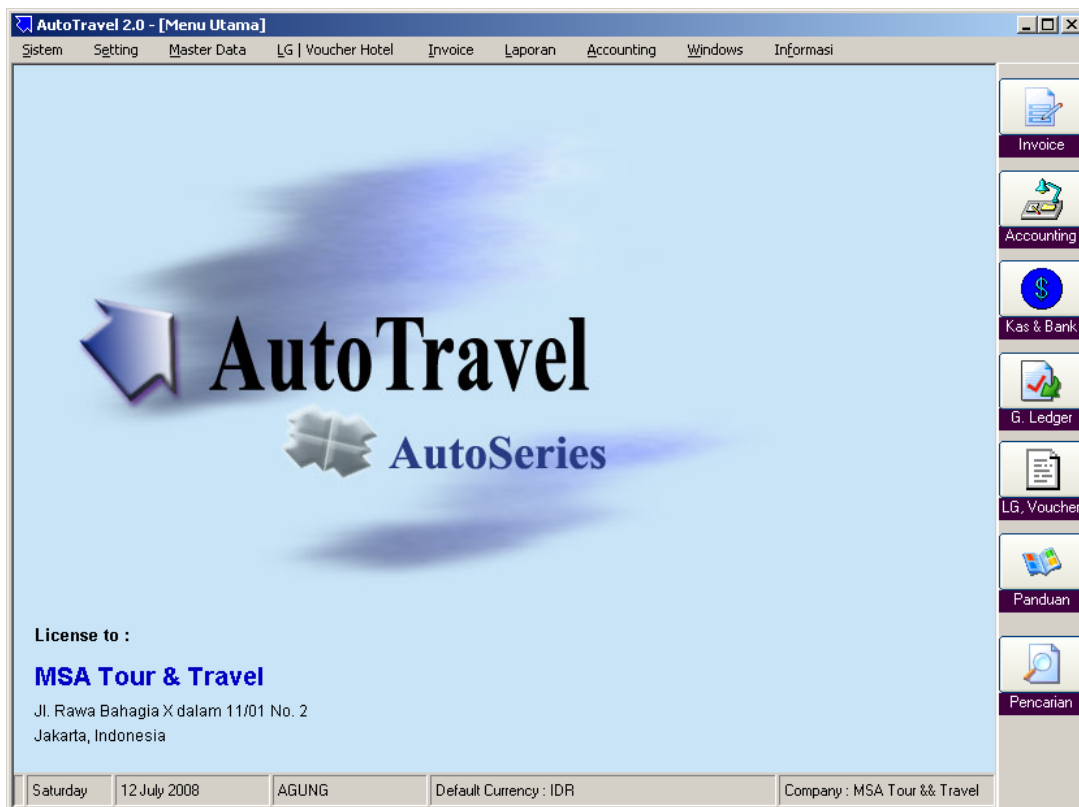 AutoTravel 2.0 - [Menu Utama]
Sistem Setting Master Data LG | Voucher Hotel Invoice Laporan Accounting Windows Informasi
Invoice
Accounting
$
Kas & Bank
G. Ledger
LG, Voucher
Panduan
Pencarian
AutoTravel
AutoSeries
License to :
MSA Tour & Travel
Jl. Rawa Bahagia X dalam 11/01 No. 2
Jakarta, Indonesia
Saturday 12 July 2008 AGUNG Default Currency : IDR Company : MSA Tour && Travel